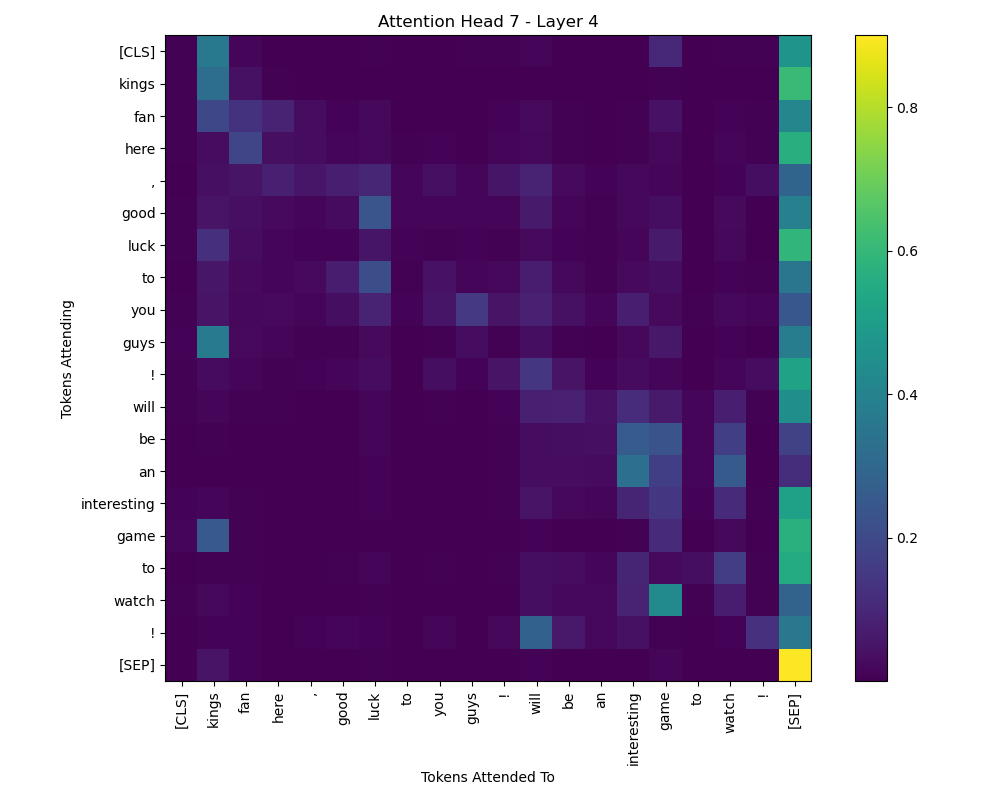 Attention Head 7 - Layer 4
Tokens Attending
[CLS]
kings
fan
here
,
good
luck
to
you
guys
!
will
be
an
interesting
game
to
watch
!
[SEP]
[CLS]
kings
fan
here
,
good
luck
to
you
guys
!
will
be
an
interesting
game
to
watch
!
[SEP]
Tokens Attended To
0.8
0.6
0.4
0.2